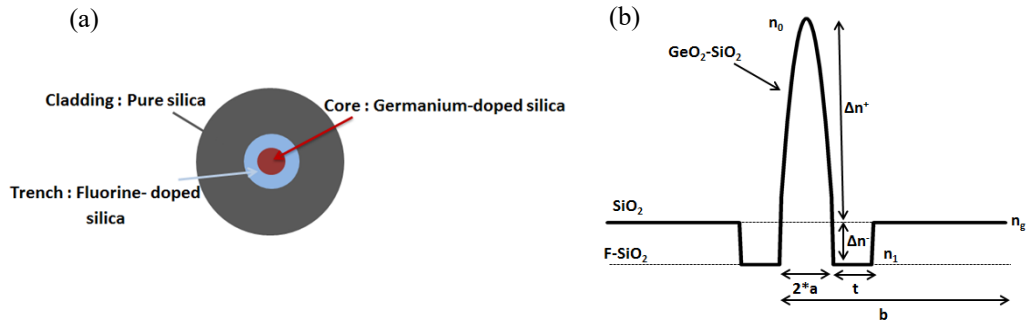 (a)
Cladding : Pure silica
Core : Germanium-doped silica
Trench : Fluorine- doped
silica
(b)
n₀
GeO₂-SiO₂
Δn⁺
SiO₂
n_g
Δn⁻
F-SiO₂
n₁
2*a
t
b